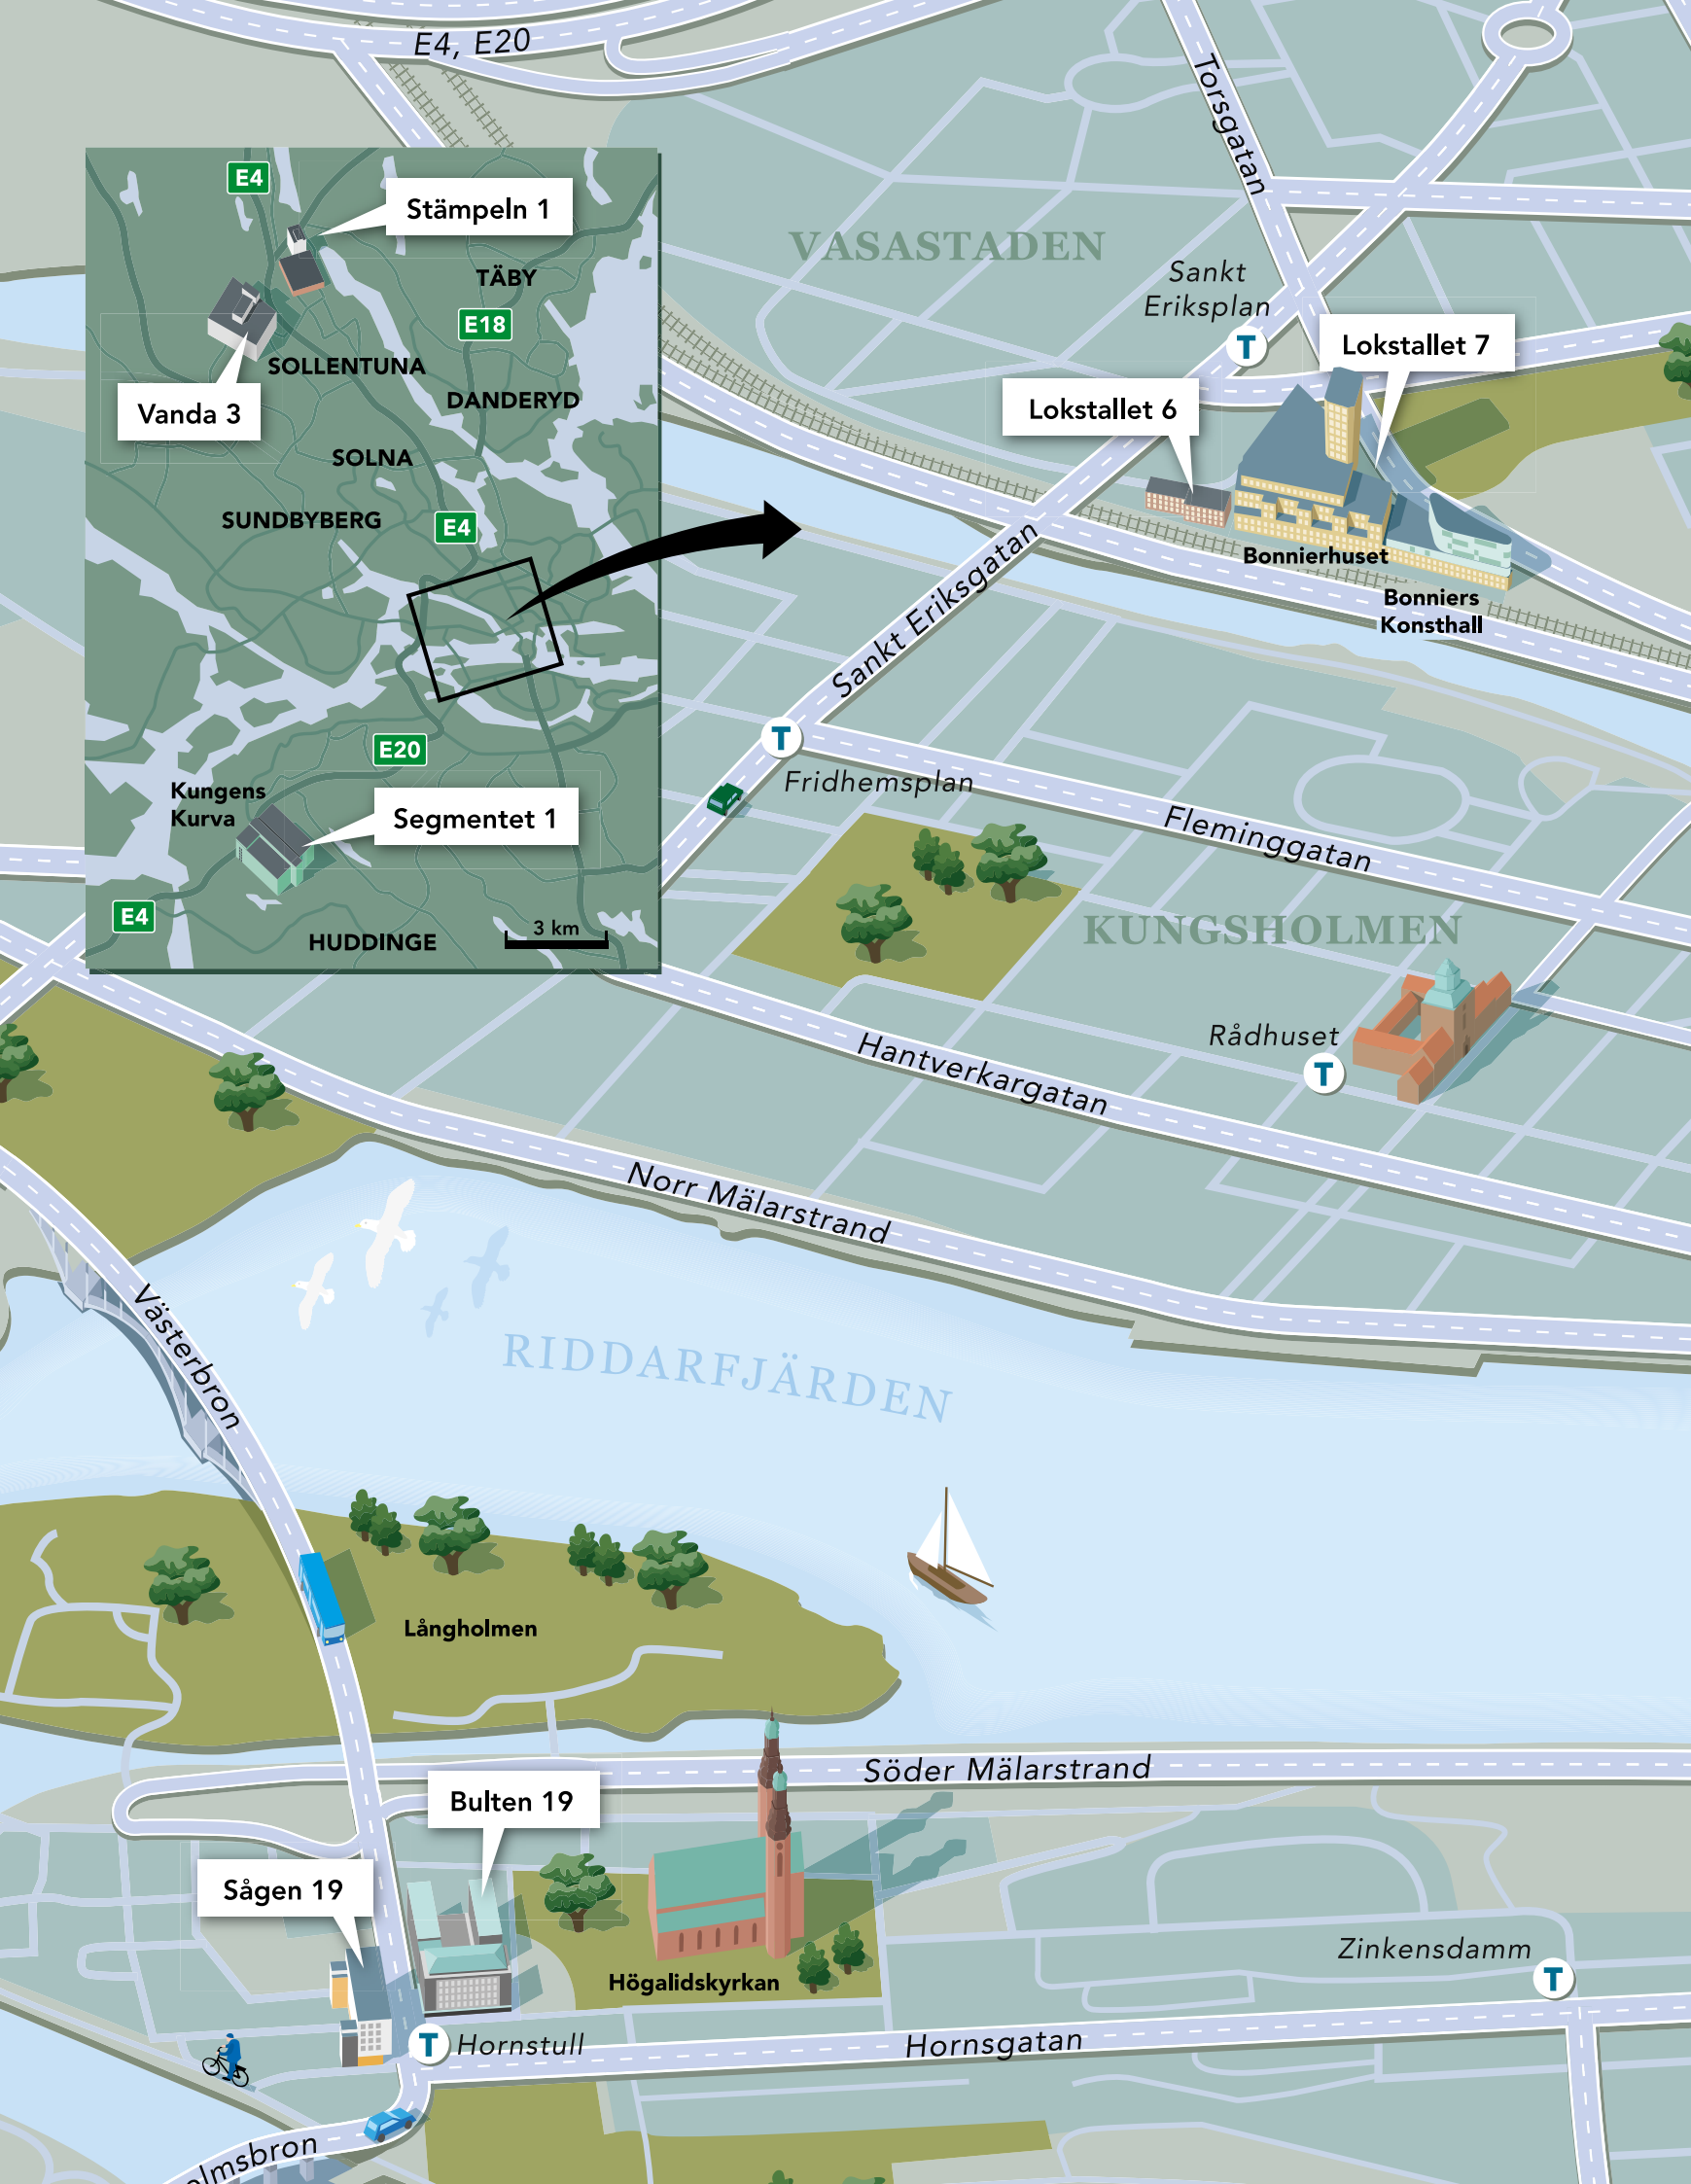 E4, E20
Torsgatan
E4
Stämpeln 1
TÄBY
VASASTADEN
Sankt
Eriksplan
E18
Lokstallet 7
SOLLENTUNA
DANDERYD
Vanda 3
Lokstallet 6
SOLNA
SUNDBYBERG
E4
Bonnierhuset
Bonniers
Konsthall
Sankt Eriksgatan
T
T
E20
Fridhemsplan
Kungens
Kurva
Segmentet 1
Fleminggatan
E4
3 km
HUDDINGE
KUNGSHOLMEN
Rådhuset
T
Hantverkargatan
Norr Mälarstrand
Västerbron
RIDDARFJÄRDEN
Långholmen
Söder Mälarstrand
Bulten 19
Sågen 19
Högalidskyrkan
Zinkensdamm
T
T
Hornstull
Hornsgatan
olmsbron